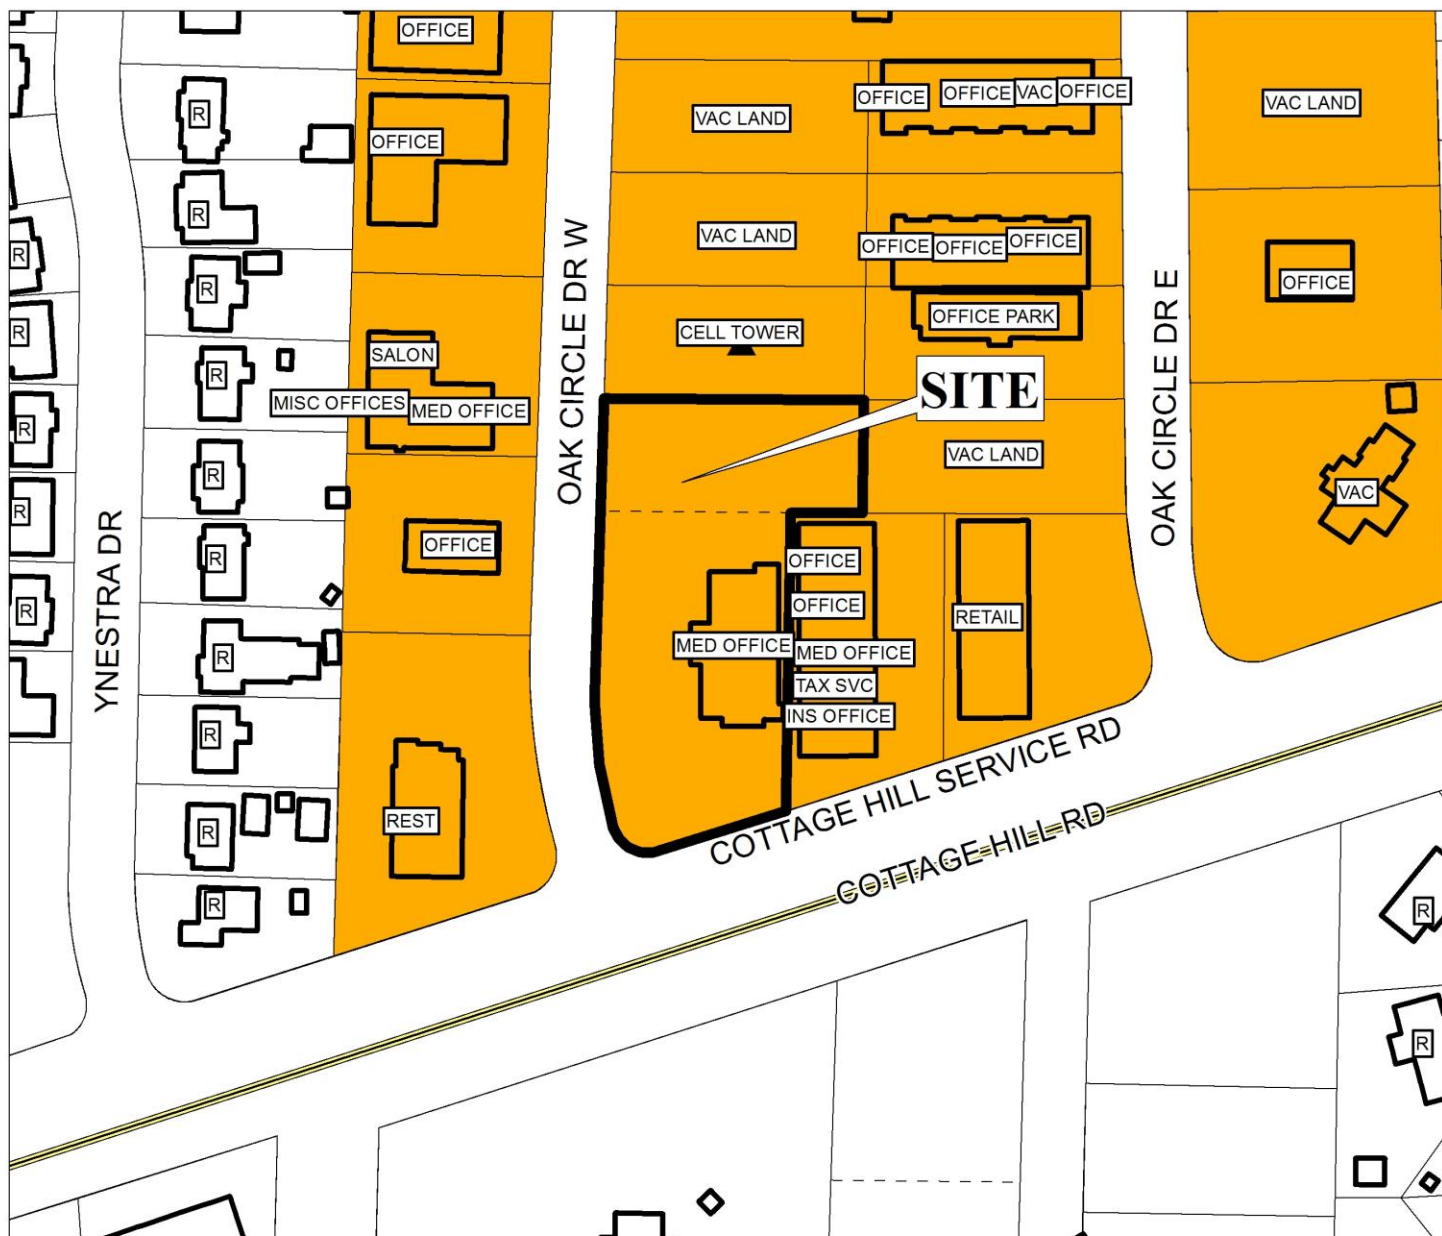 OFFICE
OFFICE
OFFICE
VAC
OFFICE
VAC LAND
VAC LAND
R
OFFICE
R
VAC LAND
OFFICE
OFFICE
OFFICE
R
R
OFFICE
OFFICE PARK
R
CELL TOWER
SALON
R
SITE
MISC OFFICES
MED OFFICE
R
VAC LAND
R
VAC
R
OFFICE
R
OFFICE
R
OFFICE
RETAIL
MED OFFICE
MED OFFICE
R
TAX SVC
INS OFFICE
R
REST
R
R
R
R
YNESTRA DR
OAK CIRCLE DR W
OAK CIRCLE DR E
COTTAGE HILL SERVICE RD
COTTAGE HILL RD